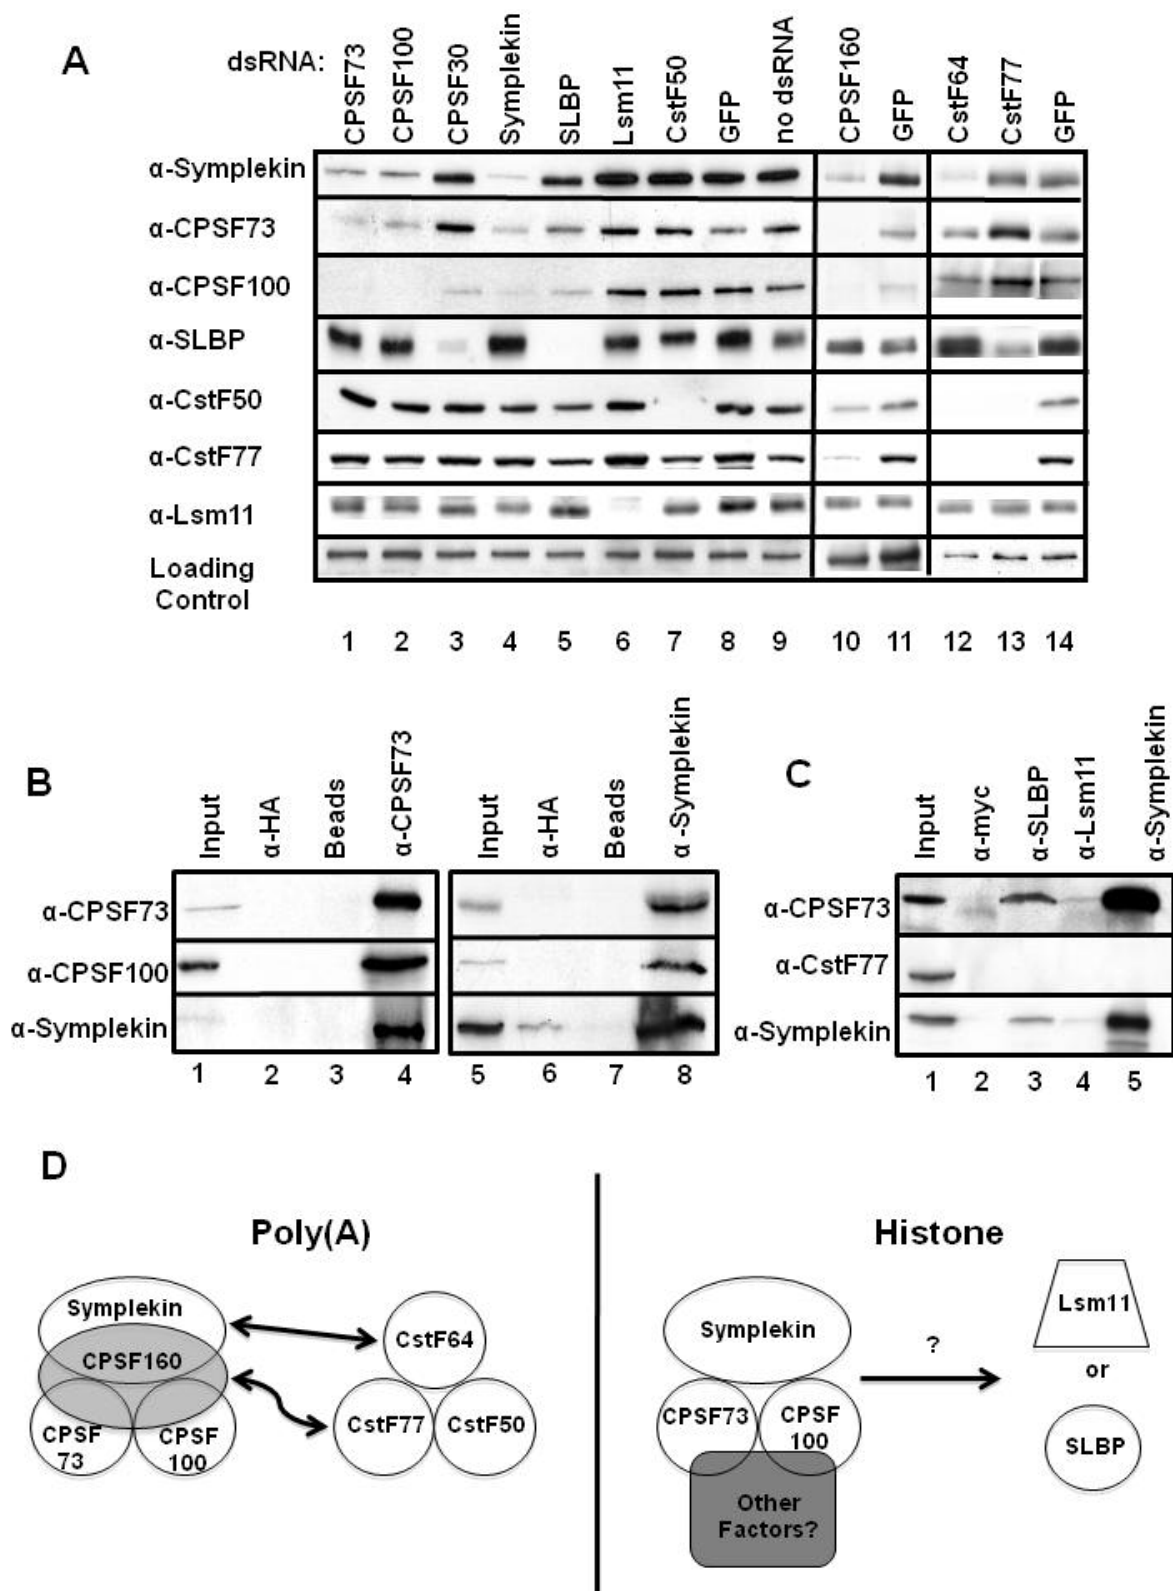 A
dsRNA:
CPSF73
CPSF100
CPSF30
Symplekin
SLBP
Lsm11
CstF50
GFP
no dsRNA
CPSF160
GFP
CstF64
CstF77
GFP
α-Symplekin
α-CPSF73
α-CPSF100
α-SLBP
α-CstF50
α-CstF77
α-Lsm11
Loading
Control
1 2 3 4 5 6 7 8 9 10 11 12 13 14
B
Input
α-HA
Beads
α-CPSF73
Input
α-HA
Beads
α -Symplekin
α-CPSF73
α-CPSF100
α-Symplekin
1 2 3 4 5 6 7 8
C
Input
α-myc
α-SLBP
α-Lsm11
α-Symplekin
α-CPSF73
α-CstF77
α-Symplekin
1 2 3 4 5
D
Poly(A)
Symplekin
CPSF160
CPSF
73
CPSF
100
CstF64
CstF77
CstF50
Histone
Symplekin
CPSF73
CPSF
100
Other
Factors?
?
Lsm11
or
SLBP